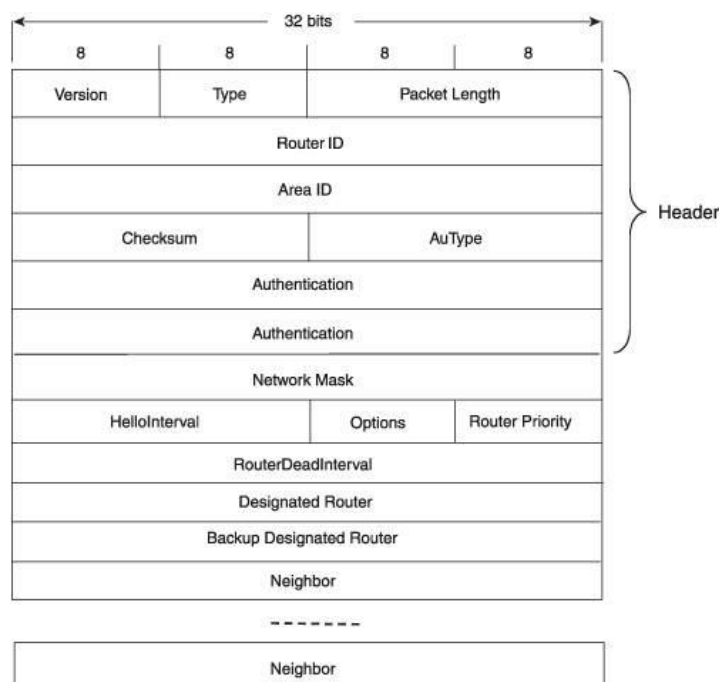 32 bits
8 8 8 8
Version Type Packet Length
Router ID
Area ID
Header
Checksum AuType
Authentication
Authentication
Network Mask
HelloInterval Options Router Priority
RouterDeadInterval
Designated Router
Backup Designated Router
Neighbor
Neighbor